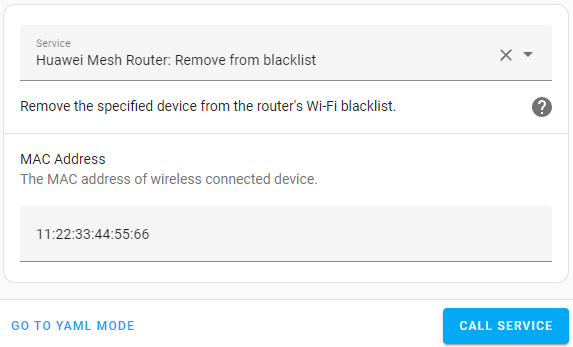 Service
Huawei Mesh Router: Remove from blacklist
Remove the specified device from the router's Wi-Fi blacklist.
MAC Address
The MAC address of wireless connected device.
11:22:33:44:55:66
GO TO YAML MODE
CALL SERVICE